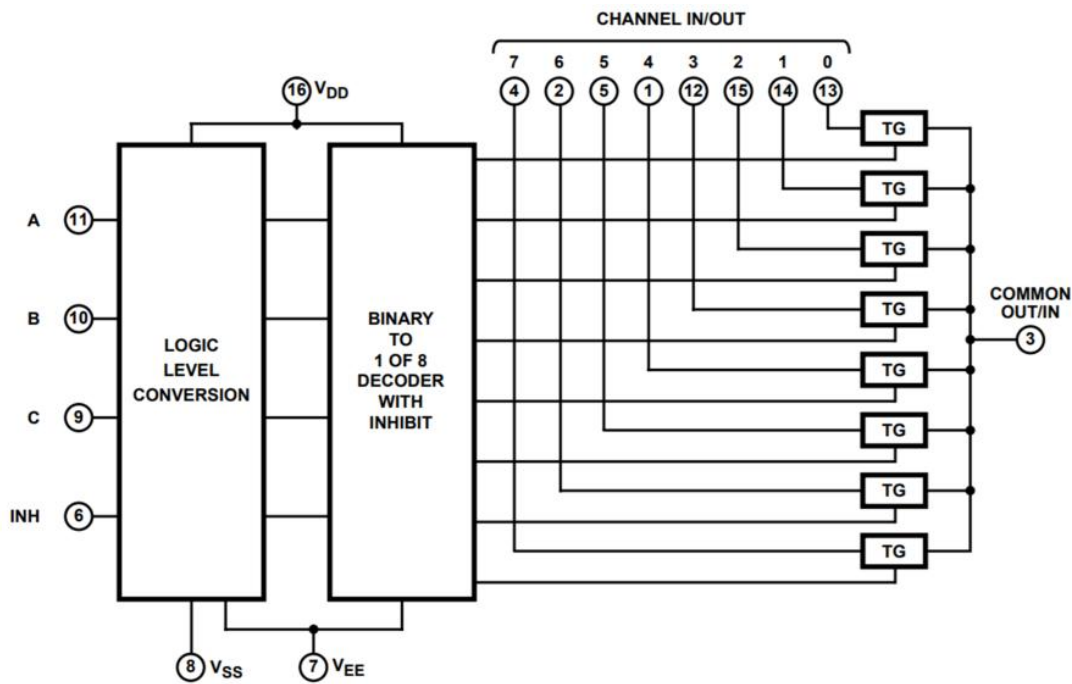 CHANNEL IN/OUT
7 6 5 4 3 2 1 0
4 2 5 1 12 15 14 13
16 VDD
TG
TG
TG
TG
TG
TG
TG
TG
A 11
B 10
C 9
INH 6
LOGIC
LEVEL
CONVERSION
BINARY
TO
1 OF 8
DECODER
WITH
INHIBIT
COMMON
OUT/IN
3
8 VSS
7 VEE